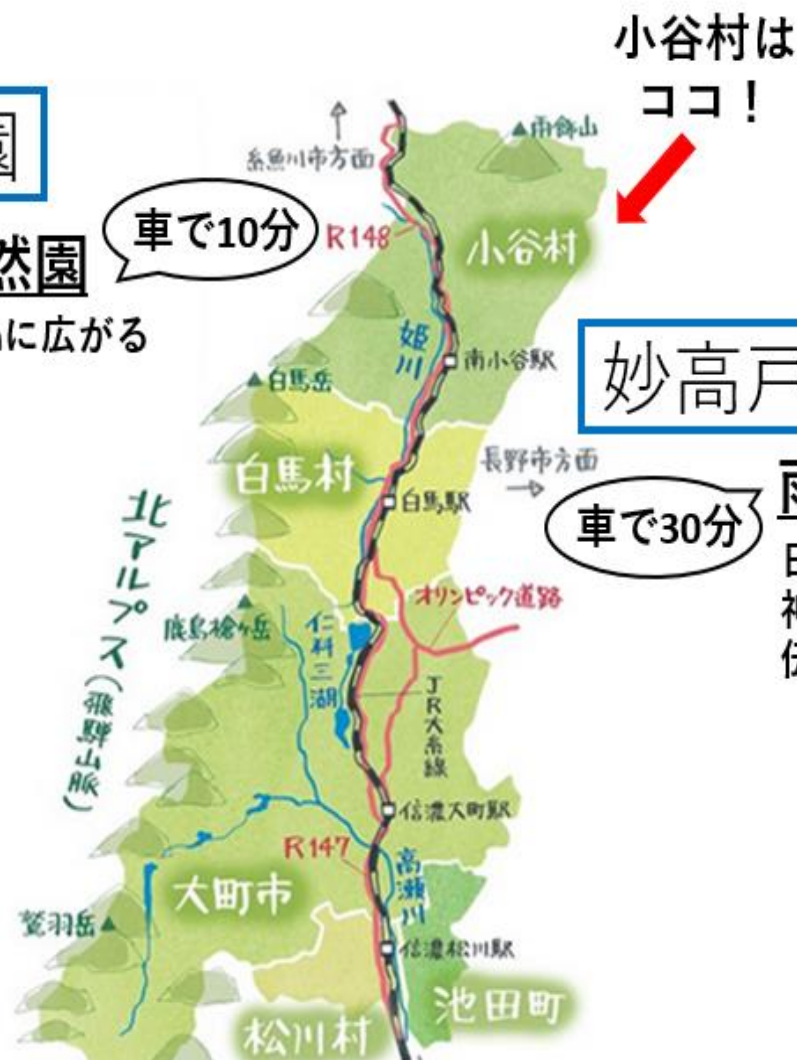 小谷村は
ココ!
園
然園
に広がる
車で10分
糸魚川市方面
雨飾山
R148
小谷村
姫川
南小谷駅
白馬岳
妙高戸
白馬村
長野市方面
白馬駅
車で30分
北アルプス(飛騨山脈)
鹿島槍ヶ岳
オリンピック道路
仁科三湖
JR大糸線
信濃大町駅
R147
高瀬川
大町市
鷲羽岳
信濃松川駅
池田町
松川村